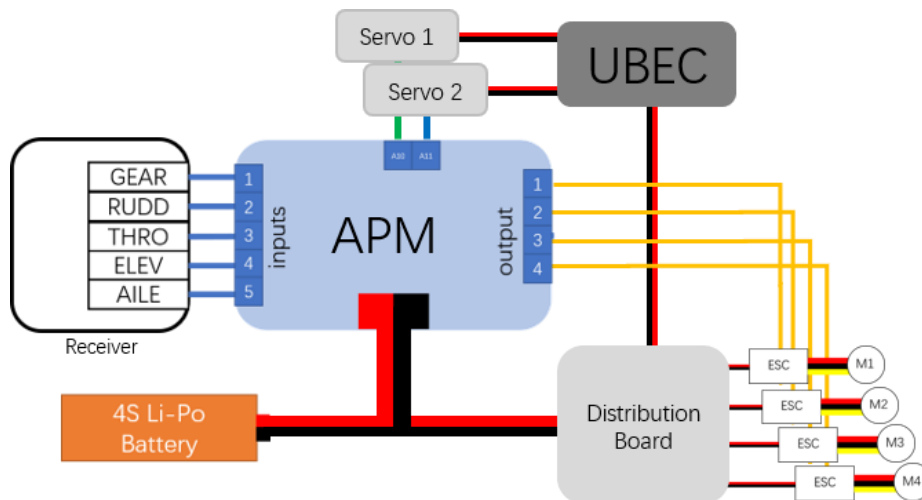 Servo 1
UBEC
Servo 2
A10
A11
GEAR
RUDD
THRO
ELEV
AILE
1
2
3
4
5
inputs
APM
output
1
2
3
4
Receiver
4S Li-Po
Battery
Distribution
Board
ESC
M1
ESC
M2
ESC
M3
ESC
M4